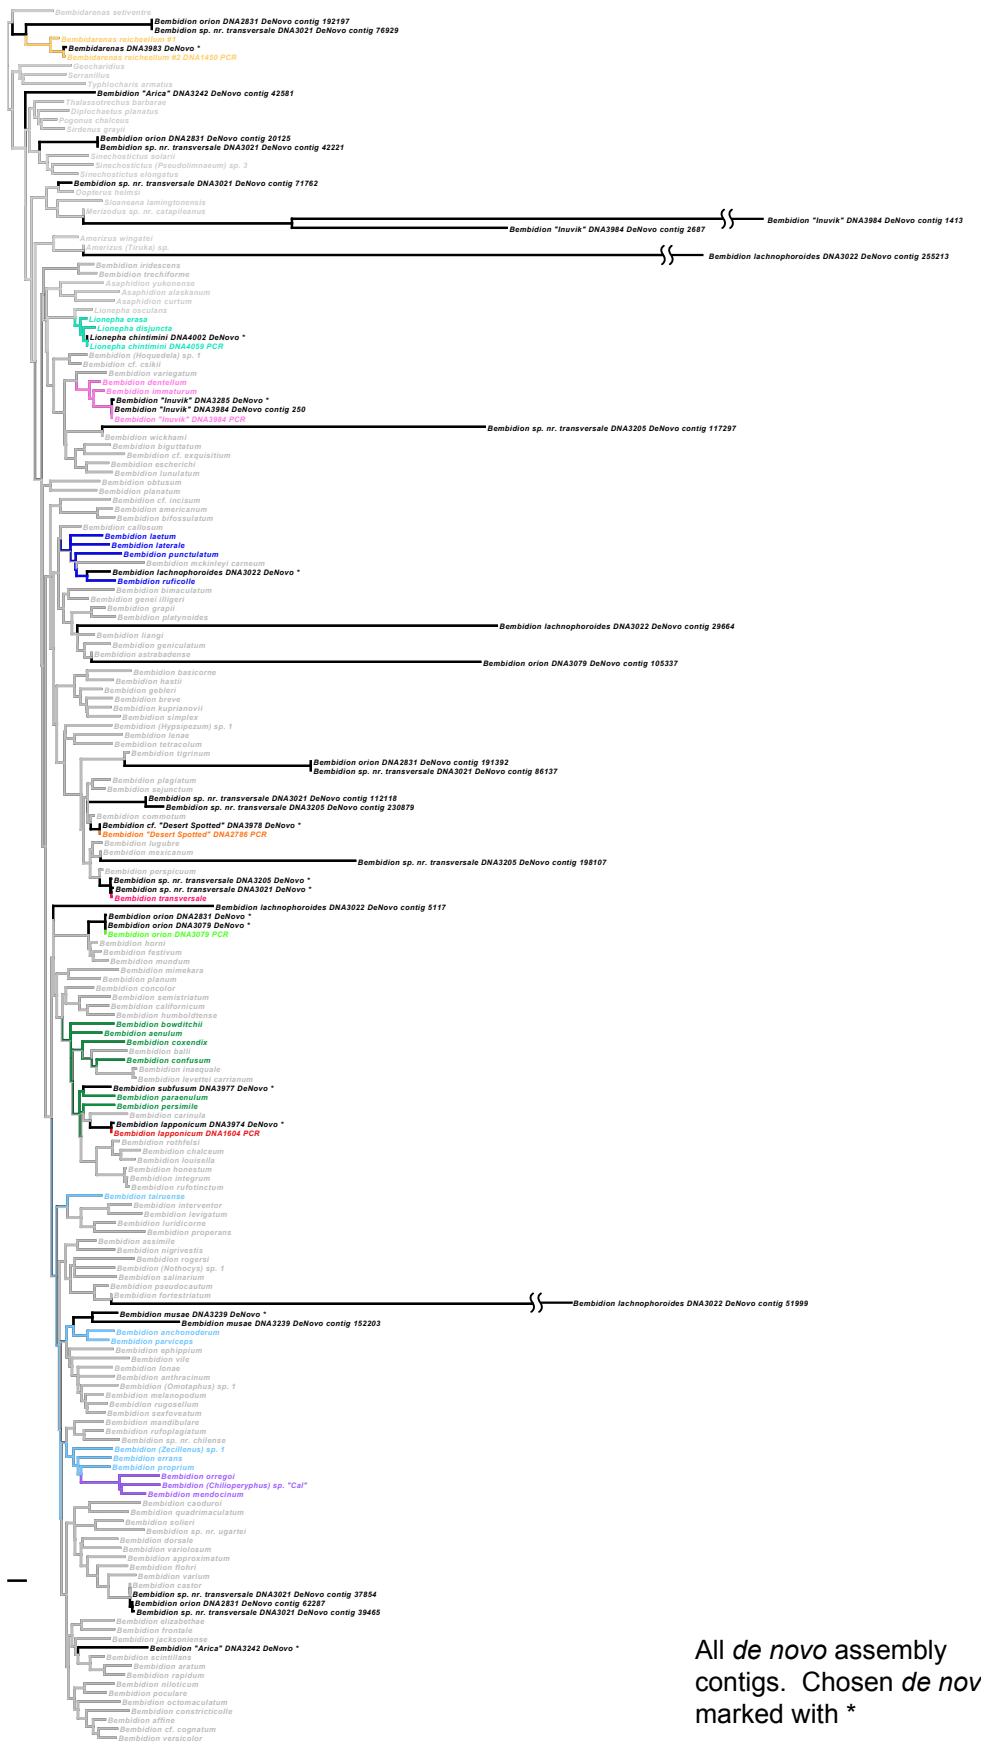 Bembidarenas setiventre
Bembidion orion DNA2831 DeNovo contig 192197
Bembidion sp. nr. transversale DNA3021 DeNovo contig 76929
Bembidarenas reicheellum #1
Bembidarenas DNA3983 DeNovo *
Bembidarenas reicheellum #2 DNA1450 PCR
Geocharidius
Serranillus
Typhlocharis armatus
Bembidion "Arica" DNA3242 DeNovo contig 42581
Thalassotrechus barbarae
Diplochaetus planatus
Pogonus chalceus
Sirdenus grayii
Bembidion orion DNA2831 DeNovo contig 20125
Bembidion sp. nr. transversale DNA3021 DeNovo contig 42221
Sinechostictus solarii
Sinechostictus (Pseudolimnaeum) sp. 3
Sinechostictus elongatus
Bembidion sp. nr. transversale DNA3021 DeNovo contig 71762
Oopterus helmsi
Sloaneana lamingtonensis
Merizodus sp. nr. catapileanus
Bembidion "Inuvik" DNA3984 DeNovo contig 1413
Bembidion "Inuvik" DNA3984 DeNovo contig 2687
Amerizus wingatei
Amerizus (Tiruka) sp.
Bembidion lachnophoroides DNA3022 DeNovo contig 255213
Bembidion iridescens
Bembidion trechiforme
Asaphidion yukonense
Asaphidion alaskanum
Asaphidion curtum
Lionepha osculans
Lionepha erasa
Lionepha disjuncta
Lionepha chintimini DNA4002 DeNovo *
Lionepha chintimini DNA4059 PCR
Bembidion (Hoquedela) sp. 1
Bembidion cf. csikii
Bembidion variegatum
Bembidion dentellum
Bembidion immaturum
Bembidion "Inuvik" DNA3285 DeNovo *
Bembidion "Inuvik" DNA3984 DeNovo contig 250
Bembidion "Inuvik" DNA3984 PCR
Bembidion sp. nr. transversale DNA3205 DeNovo contig 117297
Bembidion wickhami
Bembidion biguttatum
Bembidion cf. exquisitium
Bembidion escherichi
Bembidion lunulatum
Bembidion obtusum
Bembidion planatum
Bembidion cf. incisum
Bembidion americanum
Bembidion bifossulatum
Bembidion callosum
Bembidion laetum
Bembidion laterale
Bembidion punctulatum
Bembidion mckinleyi carneum
Bembidion lachnophoroides DNA3022 DeNovo *
Bembidion ruficolle
Bembidion bimaculatum
Bembidion genei illigeri
Bembidion grapii
Bembidion platynoides
Bembidion lachnophoroides DNA3022 DeNovo contig 29664
Bembidion liangi
Bembidion geniculatum
Bembidion astrabadense
Bembidion orion DNA3079 DeNovo contig 105337
Bembidion basicorne
Bembidion hastii
Bembidion gebleri
Bembidion breve
Bembidion kuprianovii
Bembidion simplex
Bembidion (Hypsipezum) sp. 1
Bembidion lenae
Bembidion tetracolum
Bembidion tigrinum
Bembidion orion DNA2831 DeNovo contig 191392
Bembidion sp. nr. transversale DNA3021 DeNovo contig 86137
Bembidion plagiatum
Bembidion sejunctum
Bembidion sp. nr. transversale DNA3021 DeNovo contig 112118
Bembidion sp. nr. transversale DNA3205 DeNovo contig 230879
Bembidion commotum
Bembidion cf. "Desert Spotted" DNA3978 DeNovo *
Bembidion "Desert Spotted" DNA2786 PCR
Bembidion lugubre
Bembidion mexicanum
Bembidion sp. nr. transversale DNA3205 DeNovo contig 198107
Bembidion perspicuum
Bembidion sp. nr. transversale DNA3205 DeNovo *
Bembidion sp. nr. transversale DNA3021 DeNovo *
Bembidion transversale
Bembidion lachnophoroides DNA3022 DeNovo contig 5117
Bembidion orion DNA2831 DeNovo *
Bembidion orion DNA3079 DeNovo *
Bembidion orion DNA3079 PCR
Bembidion horni
Bembidion festivum
Bembidion mundum
Bembidion mimekara
Bembidion planum
Bembidion concolor
Bembidion semistriatum
Bembidion californicum
Bembidion humboldtense
Bembidion bowditchii
Bembidion aenulum
Bembidion coxendix
Bembidion balli
Bembidion confusum
Bembidion inaequale
Bembidion levettei carrianum
Bembidion subfusum DNA3977 DeNovo *
Bembidion paraenulum
Bembidion persimile
Bembidion carinula
Bembidion lapponicum DNA3974 DeNovo *
Bembidion lapponicum DNA1604 PCR
Bembidion rothfelsi
Bembidion chalceum
Bembidion louisella
Bembidion honestum
Bembidion integrum
Bembidion rufotinctum
Bembidion tairuense
Bembidion interventor
Bembidion levigatum
Bembidion luridicorne
Bembidion properans
Bembidion assimile
Bembidion nigrivestis
Bembidion rogersi
Bembidion (Nothocys) sp. 1
Bembidion salinarium
Bembidion pseudocautum
Bembidion fortestriatum
Bembidion lachnophoroides DNA3022 DeNovo contig 51999
Bembidion musae DNA3239 DeNovo *
Bembidion musae DNA3239 DeNovo contig 152203
Bembidion anchonoderum
Bembidion parviceps
Bembidion ephippium
Bembidion vile
Bembidion lonae
Bembidion anthracinum
Bembidion (Omotaphus) sp. 1
Bembidion melanopodum
Bembidion rugosellum
Bembidion sexfoveatum
Bembidion mandibulare
Bembidion rufoplagiatum
Bembidion sp. nr. chilense
Bembidion (Zecillenus) sp. 1
Bembidion errans
Bembidion proprium
Bembidion orregoi
Bembidion (Chilioperyphus) sp. "Cal"
Bembidion mendocinum
Bembidion caoduroi
Bembidion quadrimaculatum
Bembidion solieri
Bembidion sp. nr. ugartei
Bembidion dorsale
Bembidion variolosum
Bembidion approximatum
Bembidion flohri
Bembidion varium
Bembidion castor
Bembidion sp. nr. transversale DNA3021 DeNovo contig 37854
Bembidion orion DNA2831 DeNovo contig 62287
Bembidion sp. nr. transversale DNA3021 DeNovo contig 39465
Bembidion elizabethae
Bembidion frontale
Bembidion jacksoniense
Bembidion "Arica" DNA3242 DeNovo *
Bembidion scintillans
Bembidion aratum
Bembidion rapidum
Bembidion niloticum
Bembidion poculare
Bembidion octomaculatum
Bembidion constricticolle
Bembidion affine
Bembidion cf. cognatum
Bembidion versicolor
All de novo assembly
contigs. Chosen de nov
marked with *